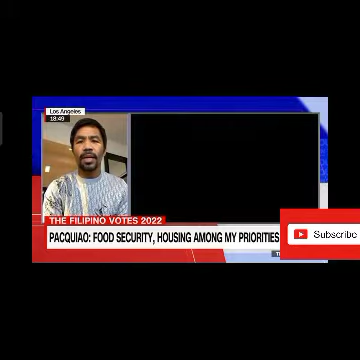 Los Angeles
18:49
THE FILIPINO VOTES 2022
PACQUIAO: FOOD SECURITY, HOUSING AMONG MY PRIORITIES
Subscribe